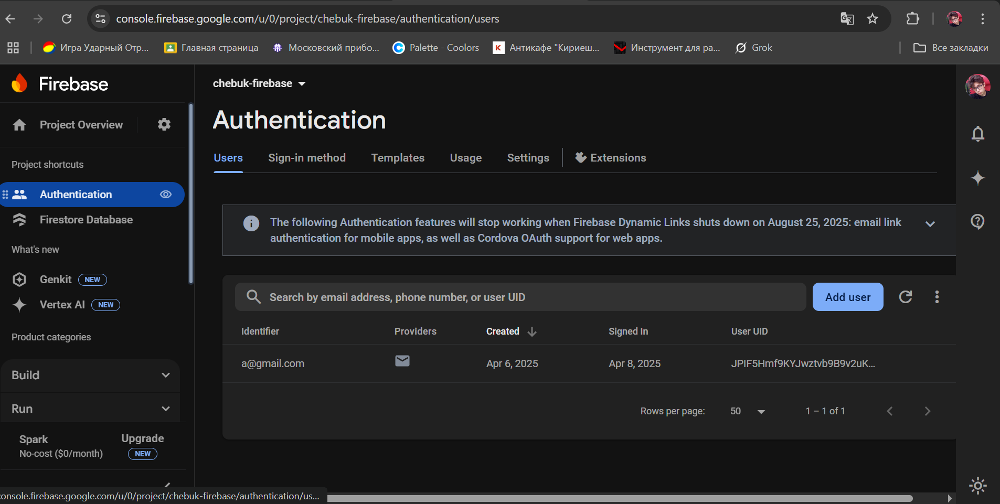 console.firebase.google.com/u/0/project/chebuk-firebase/authentication/users
Игра Ударный Отр...
Главная страница
Московский прибо...
Palette - Coolors
Антикафе "Кириеш...
Инструмент для ра...
Grok
Все закладки
Firebase
Project Overview
Project shortcuts
Authentication
Firestore Database
What's new
Genkit NEW
Vertex AI NEW
Product categories
Build
Run
Spark
No-cost ($0/month)
Upgrade
NEW
chebuk-firebase
Authentication
Users Sign-in method Templates Usage Settings Extensions
The following Authentication features will stop working when Firebase Dynamic Links shuts down on August 25, 2025: email link
authentication for mobile apps, as well as Cordova OAuth support for web apps.
Search by email address, phone number, or user UID
Add user
Identifier Providers Created Signed In User UID
a@gmail.com Apr 6, 2025 Apr 8, 2025 JPIF5Hmf9KYJwztvb9B9v2uK...
Rows per page: 50 1 – 1 of 1
onsole.firebase.google.com/u/0/project/chebuk-firebase/authentication/us...